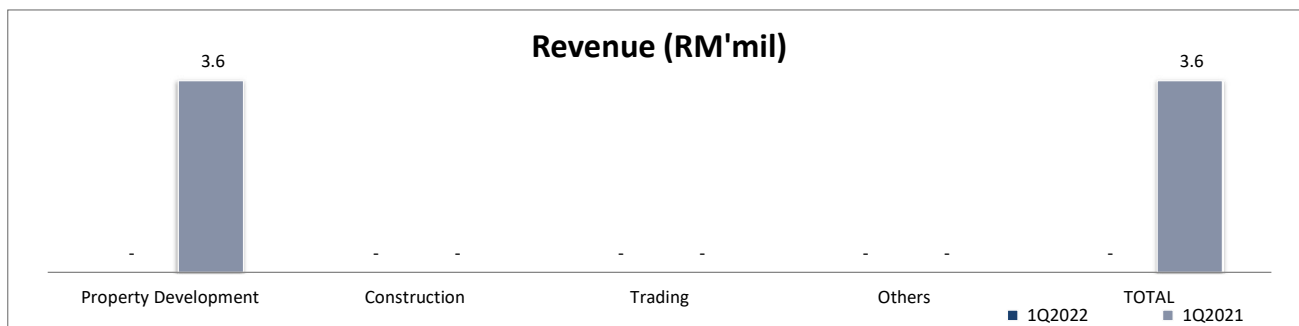 Revenue (RM'mil)
3.6 3.6
- - - - - - - -
Property Development Construction Trading Others TOTAL
1Q2022 1Q2021